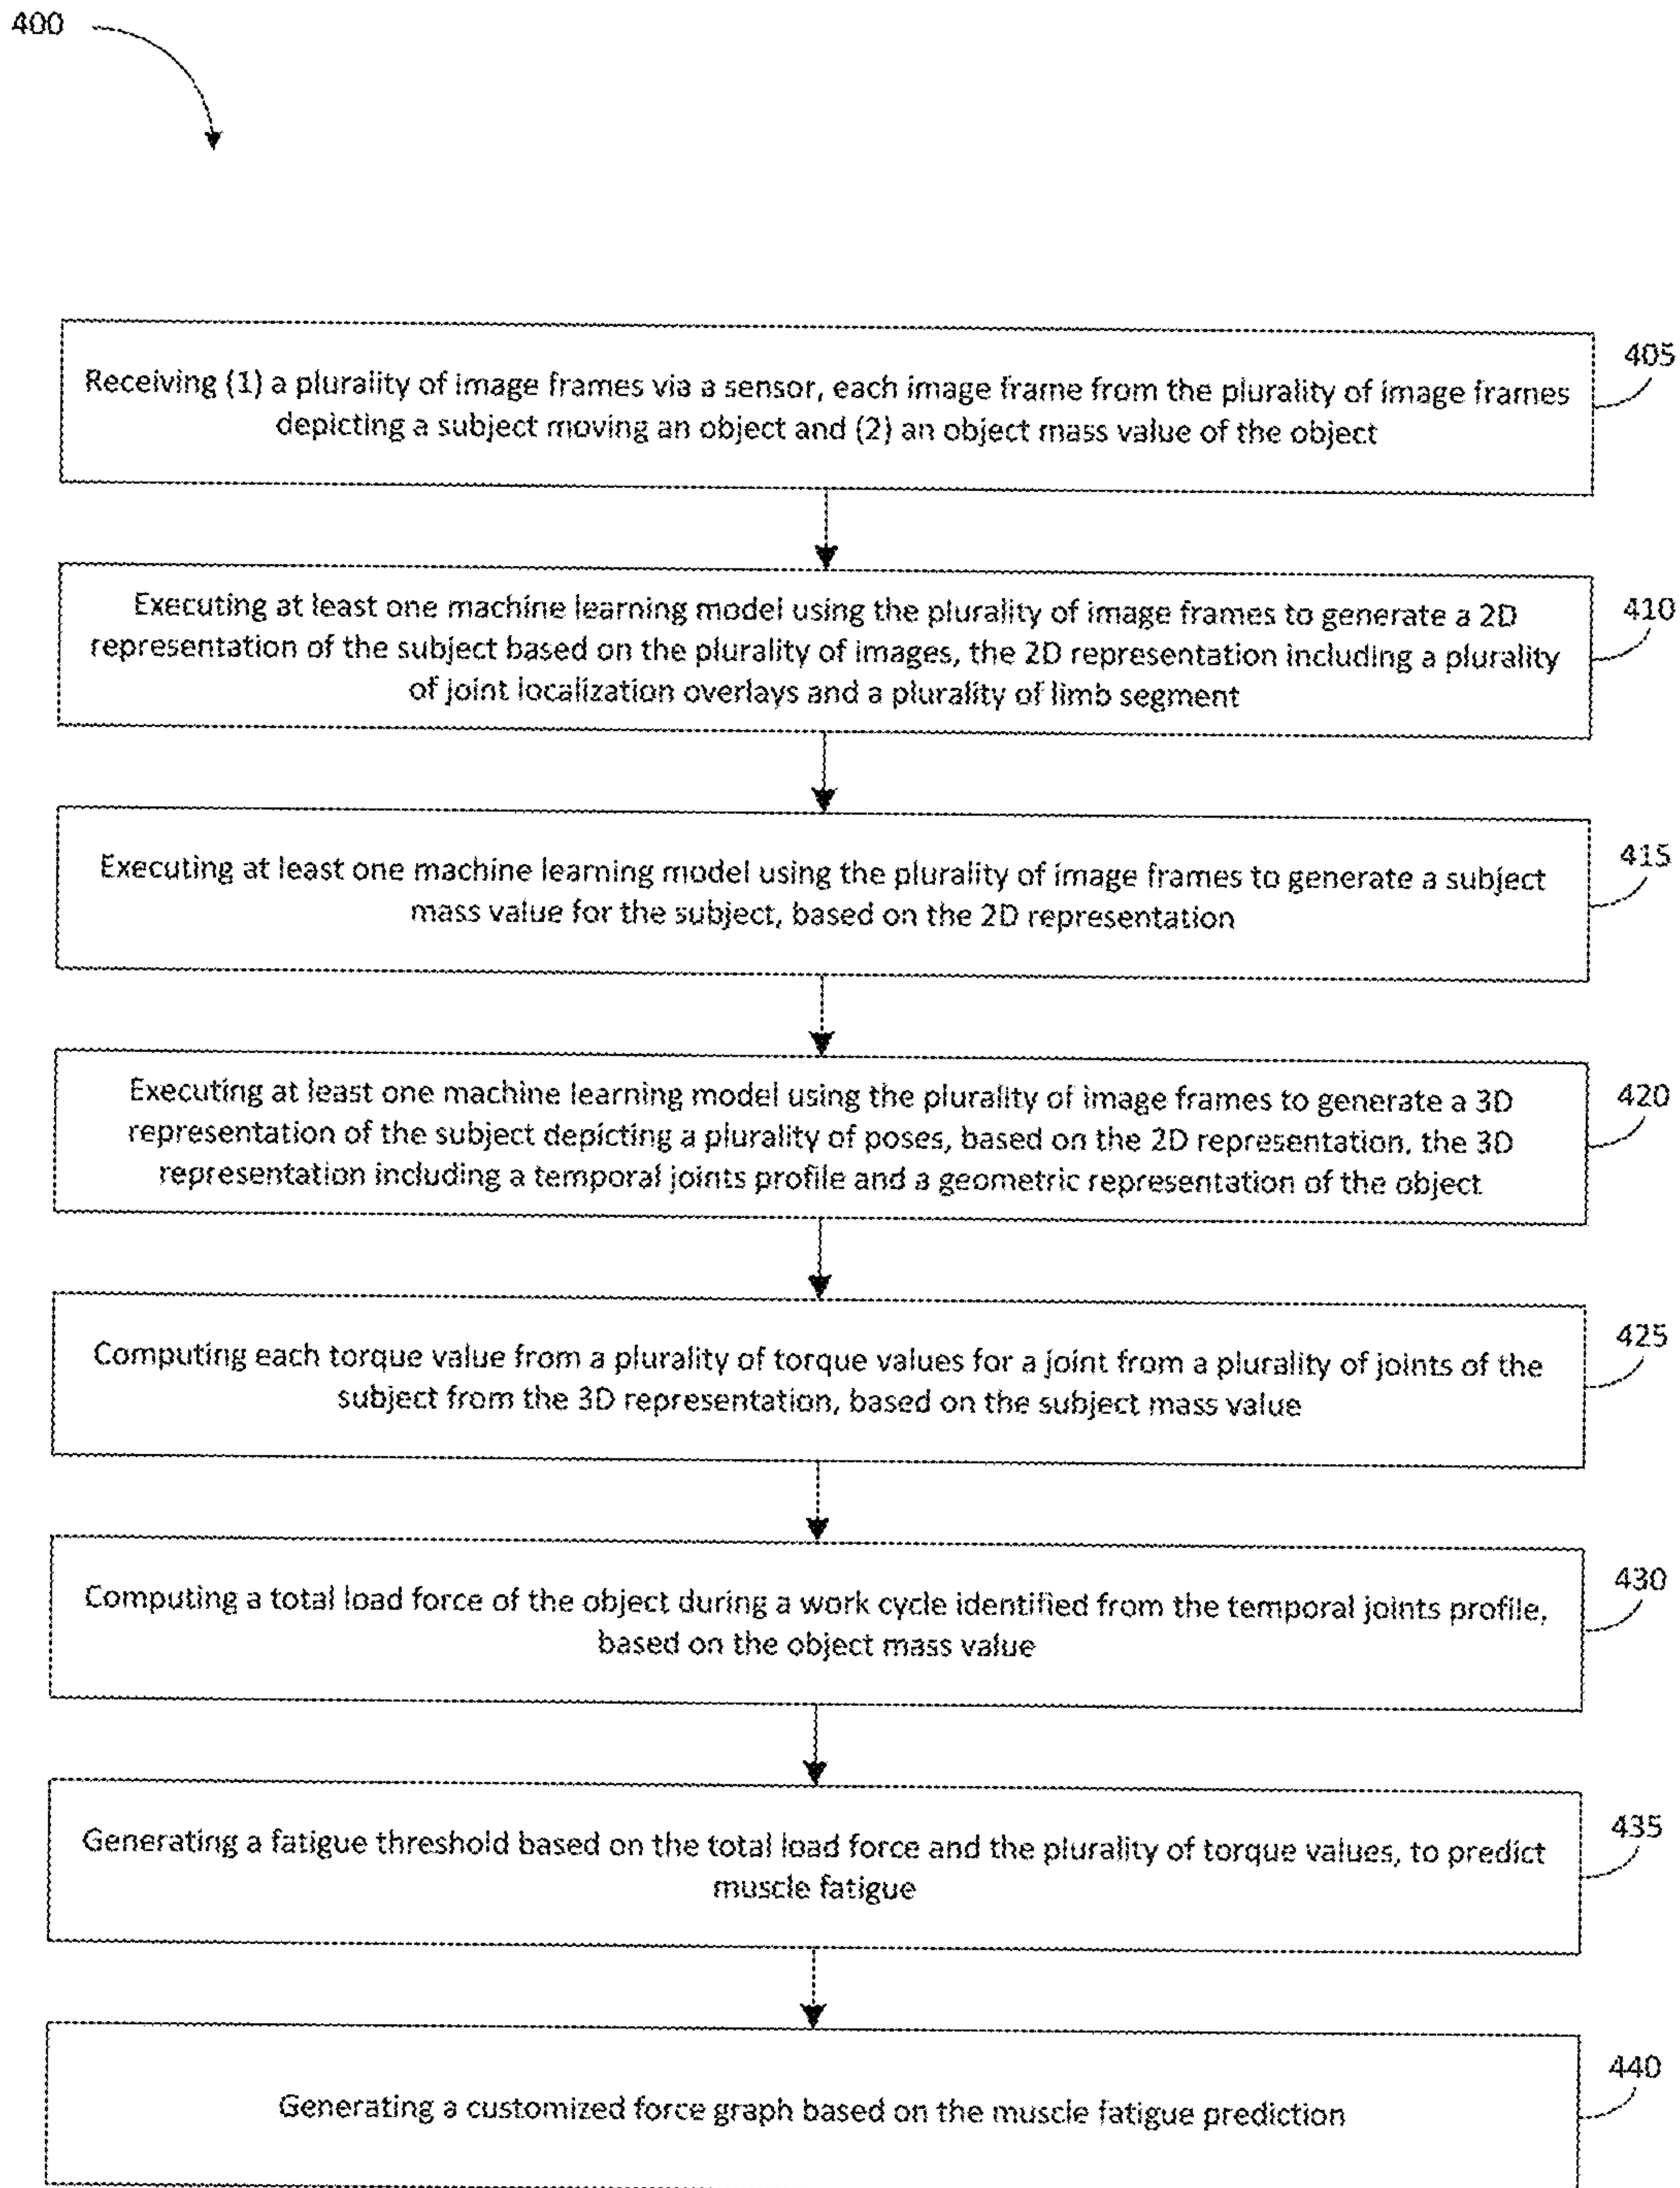 400
Receiving (1) a plurality of image frames via a sensor, each image frame from the plurality of image frames
depicting a subject moving an object and (2) an object mass value of the object
405
Executing at least one machine learning model using the plurality of image frames to generate a 2D
representation of the subject based on the plurality of images, the 2D representation including a plurality
of joint localization overlays and a plurality of limb segment
410
Executing at least one machine learning model using the plurality of image frames to generate a subject
mass value for the subject, based on the 2D representation
415
Executing at least one machine learning model using the plurality of image frames to generate a 3D
representation of the subject depicting a plurality of poses, based on the 2D representation, the 3D
representation including a temporal joints profile and a geometric representation of the object
420
Computing each torque value from a plurality of torque values for a joint from a plurality of joints of the
subject from the 3D representation, based on the subject mass value
425
Computing a total load force of the object during a work cycle identified from the temporal joints profile,
based on the object mass value
430
Generating a fatigue threshold based on the total load force and the plurality of torque values, to predict
muscle fatigue
435
Generating a customized force graph based on the muscle fatigue prediction
440